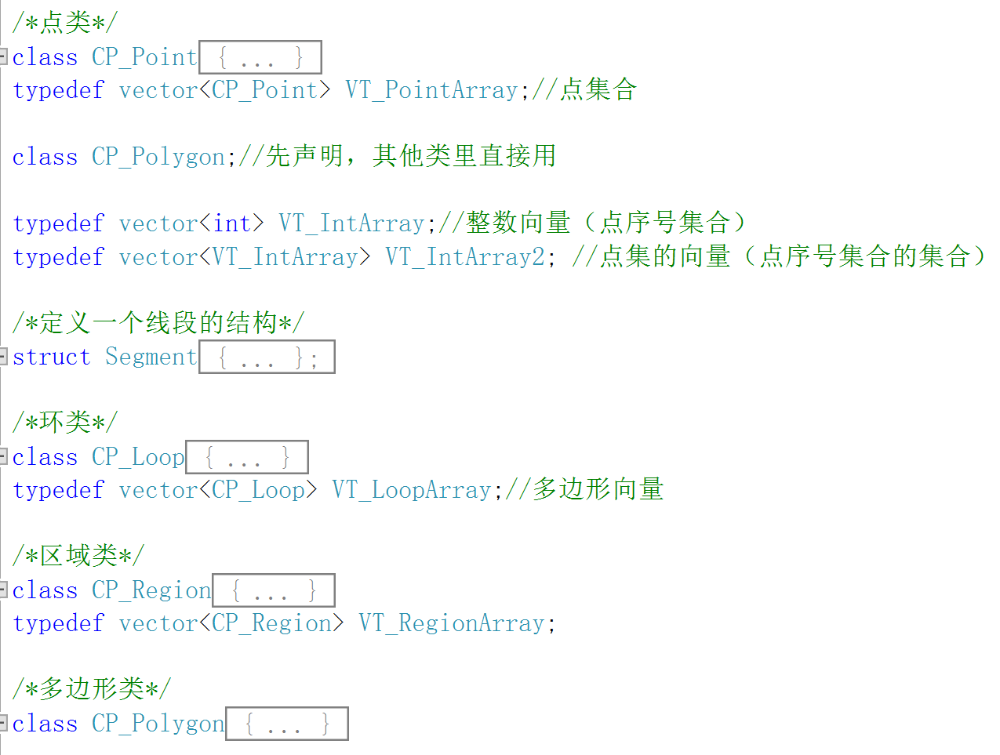 /*点类*/
class CP_Point{ ... }
typedef vector<CP_Point> VT_PointArray;//点集合
class CP_Polygon;//先声明，其他类里直接用
typedef vector<int> VT_IntArray;//整数向量（点序号集合）
typedef vector<VT_IntArray> VT_IntArray2; //点集的向量（点序号集合的集合）
/*定义一个线段的结构*/
struct Segment{ ... };
/*环类*/
class CP_Loop{ ... }
typedef vector<CP_Loop> VT_LoopArray;//多边形向量
/*区域类*/
class CP_Region{ ... }
typedef vector<CP_Region> VT_RegionArray;
/*多边形类*/
class CP_Polygon{ ... }